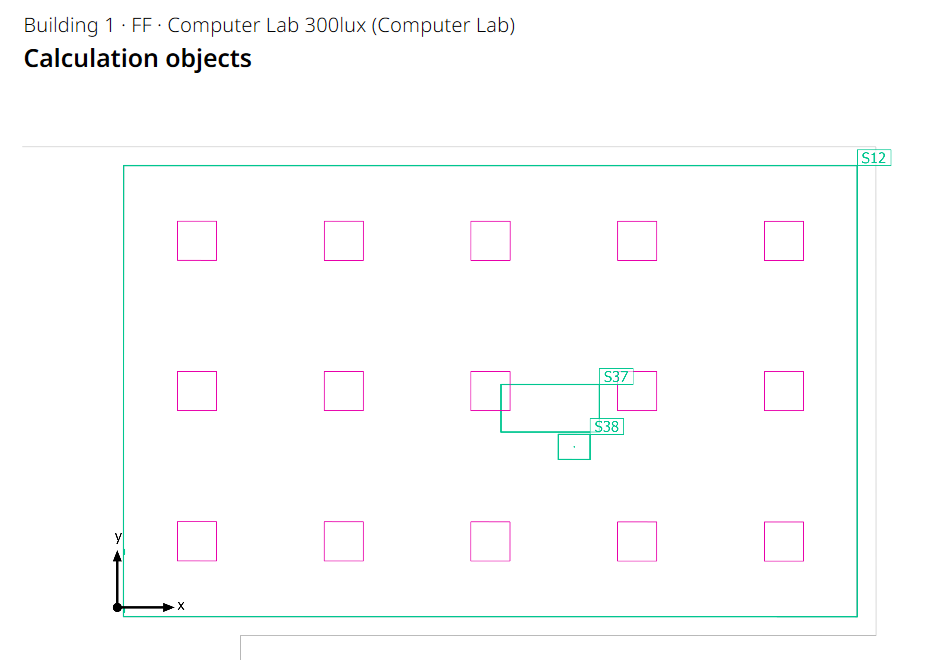 Building 1 · FF · Computer Lab 300lux (Computer Lab)
Calculation objects
S12
S37
S38
y
x